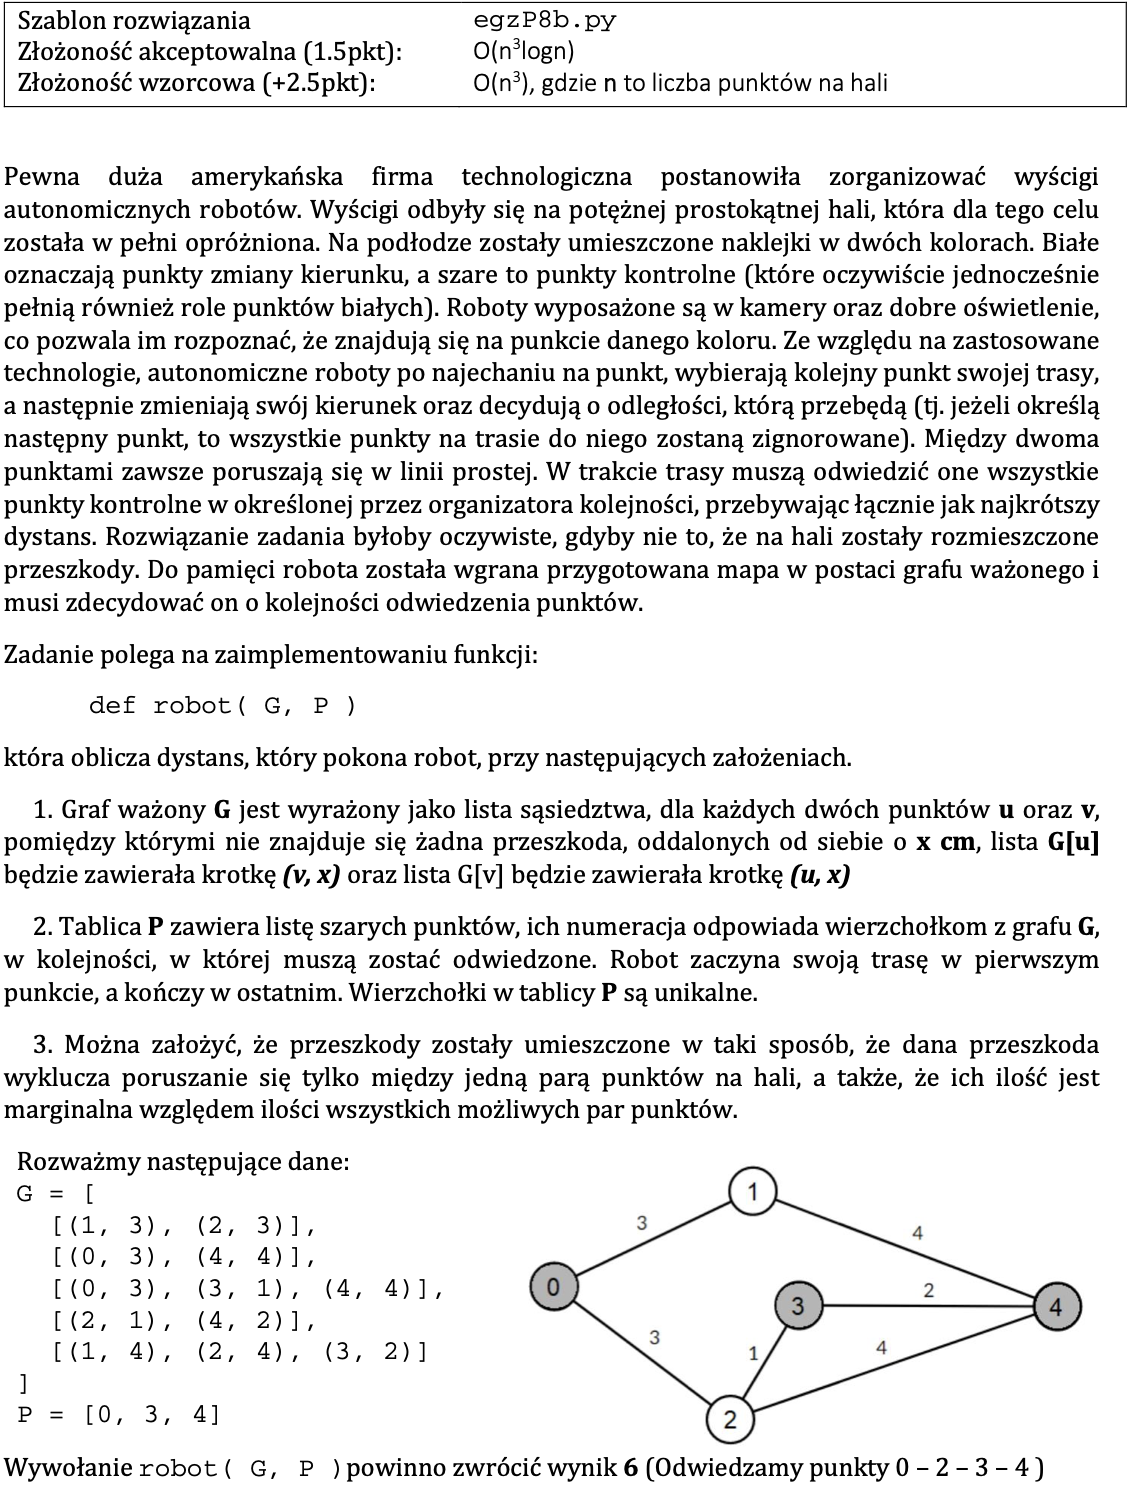 Szablon rozwiązania egzP8b.py
Złożoność akceptowalna (1.5pkt): O(n³logn)
Złożoność wzorcowa (+2.5pkt): O(n³), gdzie n to liczba punktów na hali
Pewna duża amerykańska firma technologiczna postanowiła zorganizować wyścigi
autonomicznych robotów. Wyścigi odbyły się na potężnej prostokątnej hali, która dla tego celu
została w pełni opróżniona. Na podłodze zostały umieszczone naklejki w dwóch kolorach. Białe
oznaczają punkty zmiany kierunku, a szare to punkty kontrolne (które oczywiście jednocześnie
pełnią również role punktów białych). Roboty wyposażone są w kamery oraz dobre oświetlenie,
co pozwala im rozpoznać, że znajdują się na punkcie danego koloru. Ze względu na zastosowane
technologie, autonomiczne roboty po najechaniu na punkt, wybierają kolejny punkt swojej trasy,
a następnie zmieniają swój kierunek oraz decydują o odległości, którą przebędą (tj. jeżeli określą
następny punkt, to wszystkie punkty na trasie do niego zostaną zignorowane). Między dwoma
punktami zawsze poruszają się w linii prostej. W trakcie trasy muszą odwiedzić one wszystkie
punkty kontrolne w określonej przez organizatora kolejności, przebywając łącznie jak najkrótszy
dystans. Rozwiązanie zadania byłoby oczywiste, gdyby nie to, że na hali zostały rozmieszczone
przeszkody. Do pamięci robota została wgrana przygotowana mapa w postaci grafu ważonego i
musi zdecydować on o kolejności odwiedzenia punktów.
Zadanie polega na zaimplementowaniu funkcji:
def robot( G, P )
która oblicza dystans, który pokona robot, przy następujących założeniach.
1. Graf ważony G jest wyrażony jako lista sąsiedztwa, dla każdych dwóch punktów u oraz v,
pomiędzy którymi nie znajduje się żadna przeszkoda, oddalonych od siebie o x cm, lista G[u]
będzie zawierała krotkę (v, x) oraz lista G[v] będzie zawierała krotkę (u, x)
2. Tablica P zawiera listę szarych punktów, ich numeracja odpowiada wierzchołkom z grafu G,
w kolejności, w której muszą zostać odwiedzone. Robot zaczyna swoją trasę w pierwszym
punkcie, a kończy w ostatnim. Wierzchołki w tablicy P są unikalne.
3. Można założyć, że przeszkody zostały umieszczone w taki sposób, że dana przeszkoda
wyklucza poruszanie się tylko między jedną parą punktów na hali, a także, że ich ilość jest
marginalna względem ilości wszystkich możliwych par punktów.
Rozważmy następujące dane:
G = [
[(1, 3), (2, 3)],
[(0, 3), (4, 4)],
[(0, 3), (3, 1), (4, 4)],
[(2, 1), (4, 2)],
[(1, 4), (2, 4), (3, 2)]
]
P = [0, 3, 4]
1
3
4
0
3
2
4
3
1
4
2
Wywołanie robot( G, P ) powinno zwrócić wynik 6 (Odwiedzamy punkty 0 – 2 – 3 – 4 )